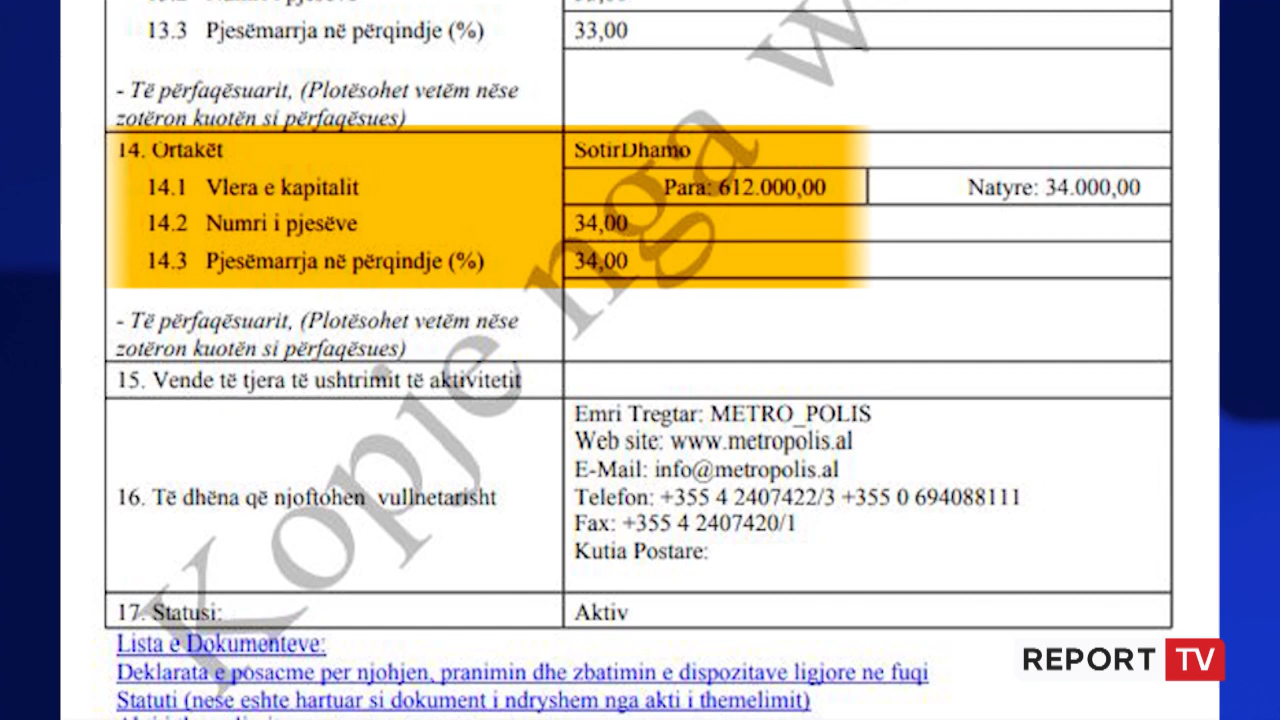 13.3 Pjesëmarrja në përqindje (%) 33,00
- Të përfaqësuarit, (Plotësohet vetëm nëse
zotëron kuotën si përfaqësues)
14. Ortakët SotirDhamo
14.1 Vlera e kapitalit Para: 612.000,00 Natyre: 34.000,00
14.2 Numri i pjesëve 34,00
14.3 Pjesëmarrja në përqindje (%) 34,00
- Të përfaqësuarit, (Plotësohet vetëm nëse
zotëron kuotën si përfaqësues)
15. Vende të tjera të ushtrimit të aktivitetit
Emri Tregtar: METRO_POLIS
Web site: www.metropolis.al
E-Mail: info@metropolis.al
16. Të dhëna që njoftohen vullnetarisht Telefon: +355 4 2407422/3 +355 0 694088111
Fax: +355 4 2407420/1
Kutia Postare:
17. Statusi: Aktiv
Lista e Dokumenteve:
Deklarata e posacme per njohjen, pranimin dhe zbatimin e dispozitave ligjore ne fuqi
Statuti (nese eshte hartuar si dokument i ndryshem nga akti i themelimit)
Kopje nga w
REPORT TV